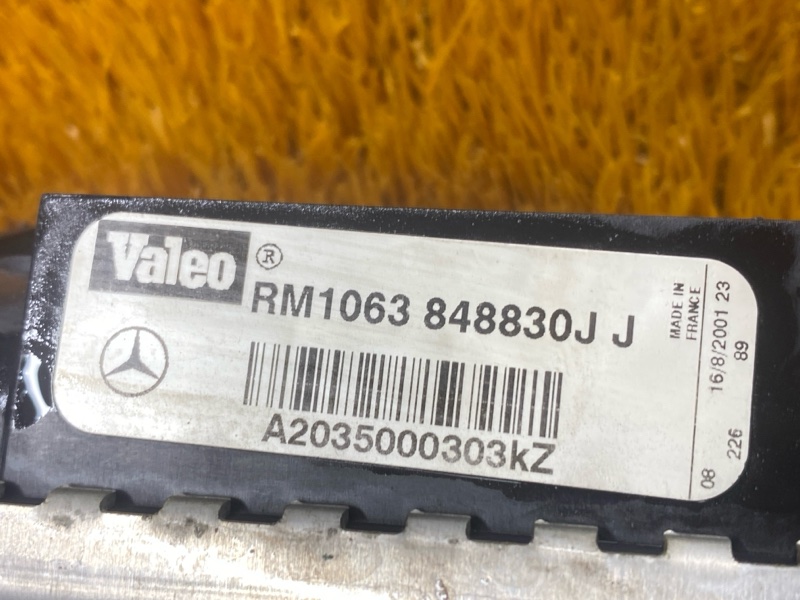 Valeo ®
RM1063 848830J J
A2035000303kZ
MADE IN
FRANCE
08 16/8/2001 23
226 89